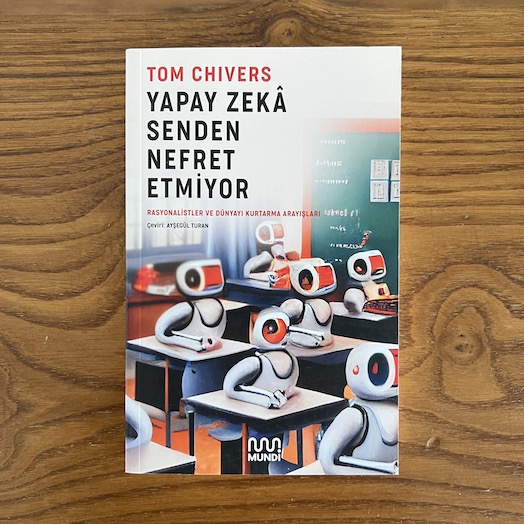 TOM CHIVERS
YAPAY ZEKÂ
SENDEN
NEFRET
ETMİYOR
RASYONALİSTLER VE DÜNYAYI KURTARMA ARAYIŞLARI
Çeviri: AYŞEGÜL TURAN
MUNDİ